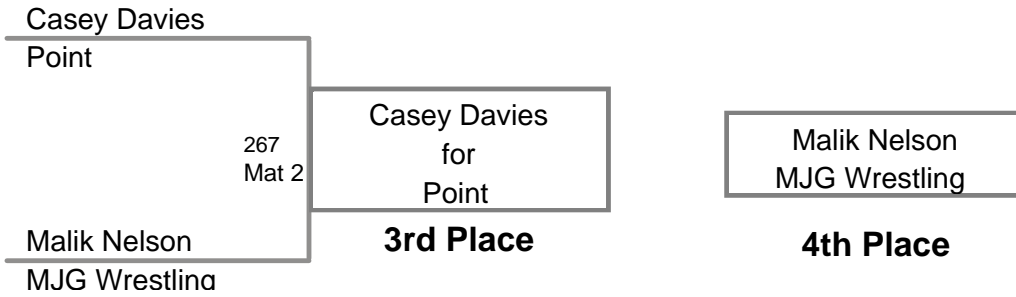 Casey Davies
Point
267
Mat 2
Malik Nelson
MJG Wrestling
Casey Davies
for
Point
3rd Place
Malik Nelson
MJG Wrestling
4th Place